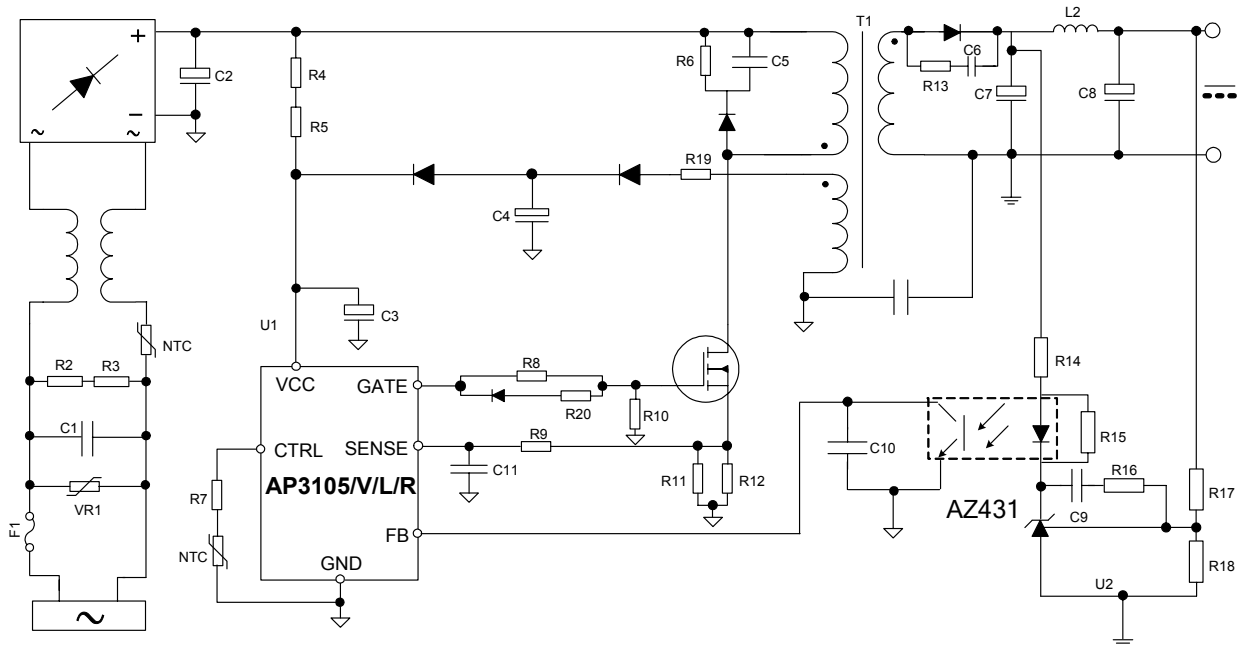 T1
L2
+
C2
R4
R6
C5
C6
R13
C7
C8
−
~
~
R5
R19
C4
U1
C3
NTC
R2
R3
R14
VCC
GATE
R8
R20
R10
C1
CTRL
SENSE
R9
C10
R15
AP3105/V/L/R
C11
R11
R12
R16
R17
R7
VR1
AZ431
C9
F1
FB
NTC
GND
R18
U2
~